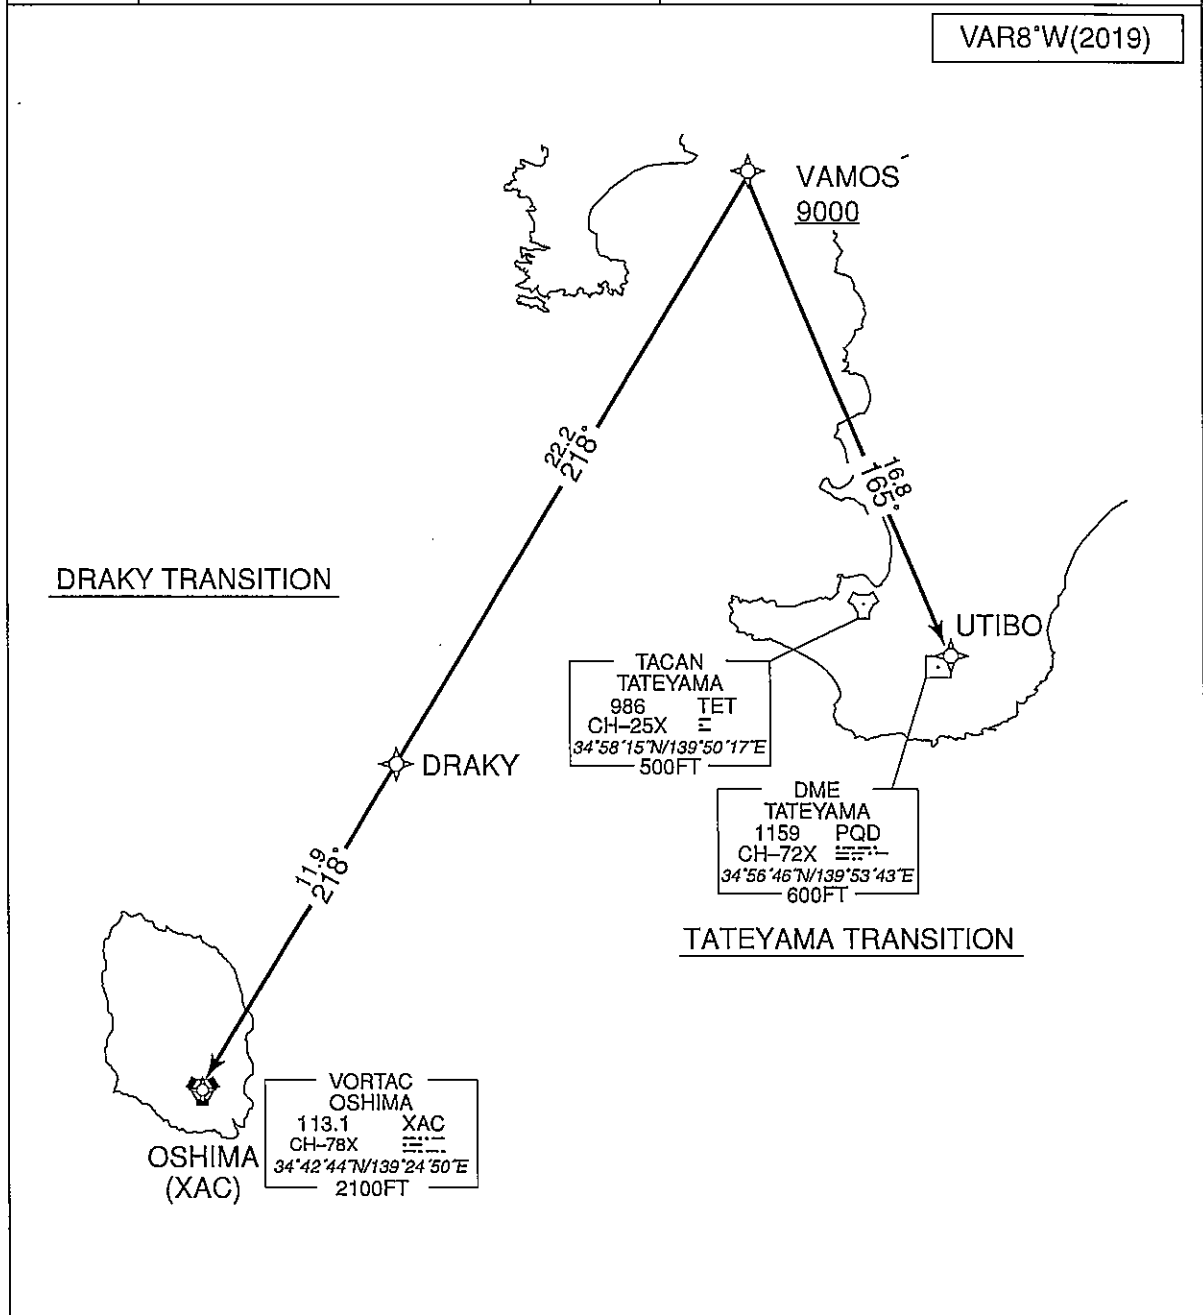 VAR8°W(2019)
VAMOS
9000
22.2
218°
16.8
165°
DRAKY TRANSITION
UTIBO
TACAN
TATEYAMA
986 TET
CH-25X
34°58'15"N/139°50'17"E
500FT
DRAKY
DME
TATEYAMA
1159 PQD
CH-72X
34°56'46"N/139°53'43"E
600FT
11.9
218°
TATEYAMA TRANSITION
VORTAC
OSHIMA
113.1 XAC
CH-78X
34°42'44"N/139°24'50"E
2100FT
OSHIMA
(XAC)